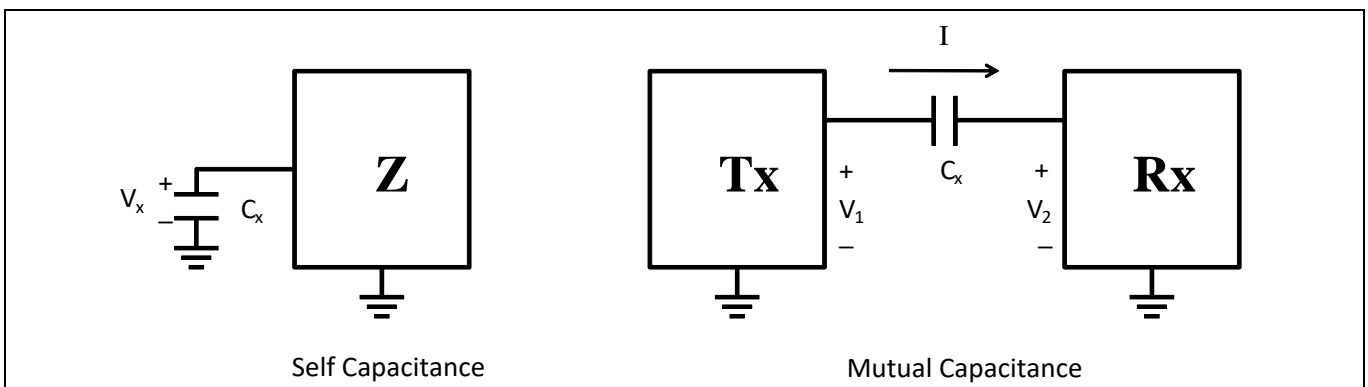 I
Z
+
Vx
–
Cx
Tx
+
V1
–
Cx
+
V2
–
Rx
Self Capacitance
Mutual Capacitance